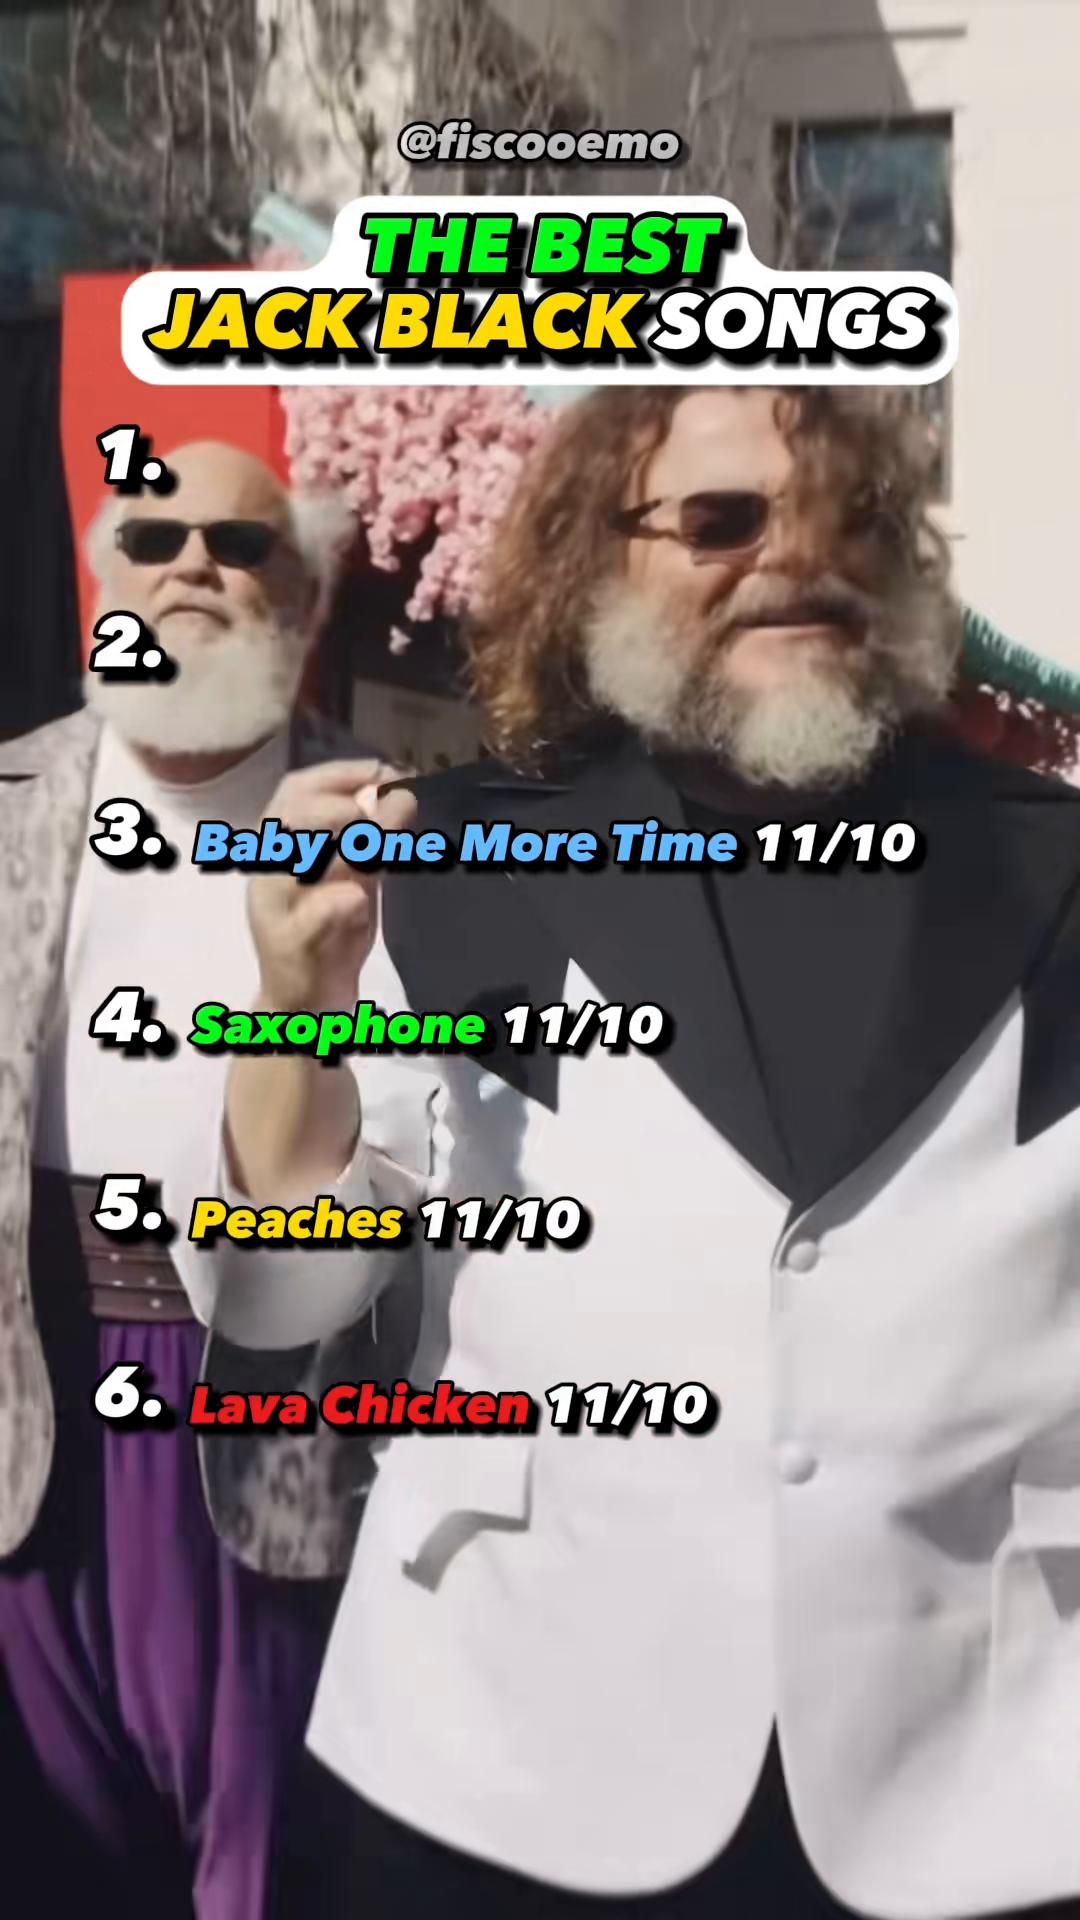 @fiscooemo
THE BEST
JACK BLACK SONGS
1.
2.
3. Baby One More Time 11/10
4. Saxophone 11/10
5. Peaches 11/10
6. Lava Chicken 11/10